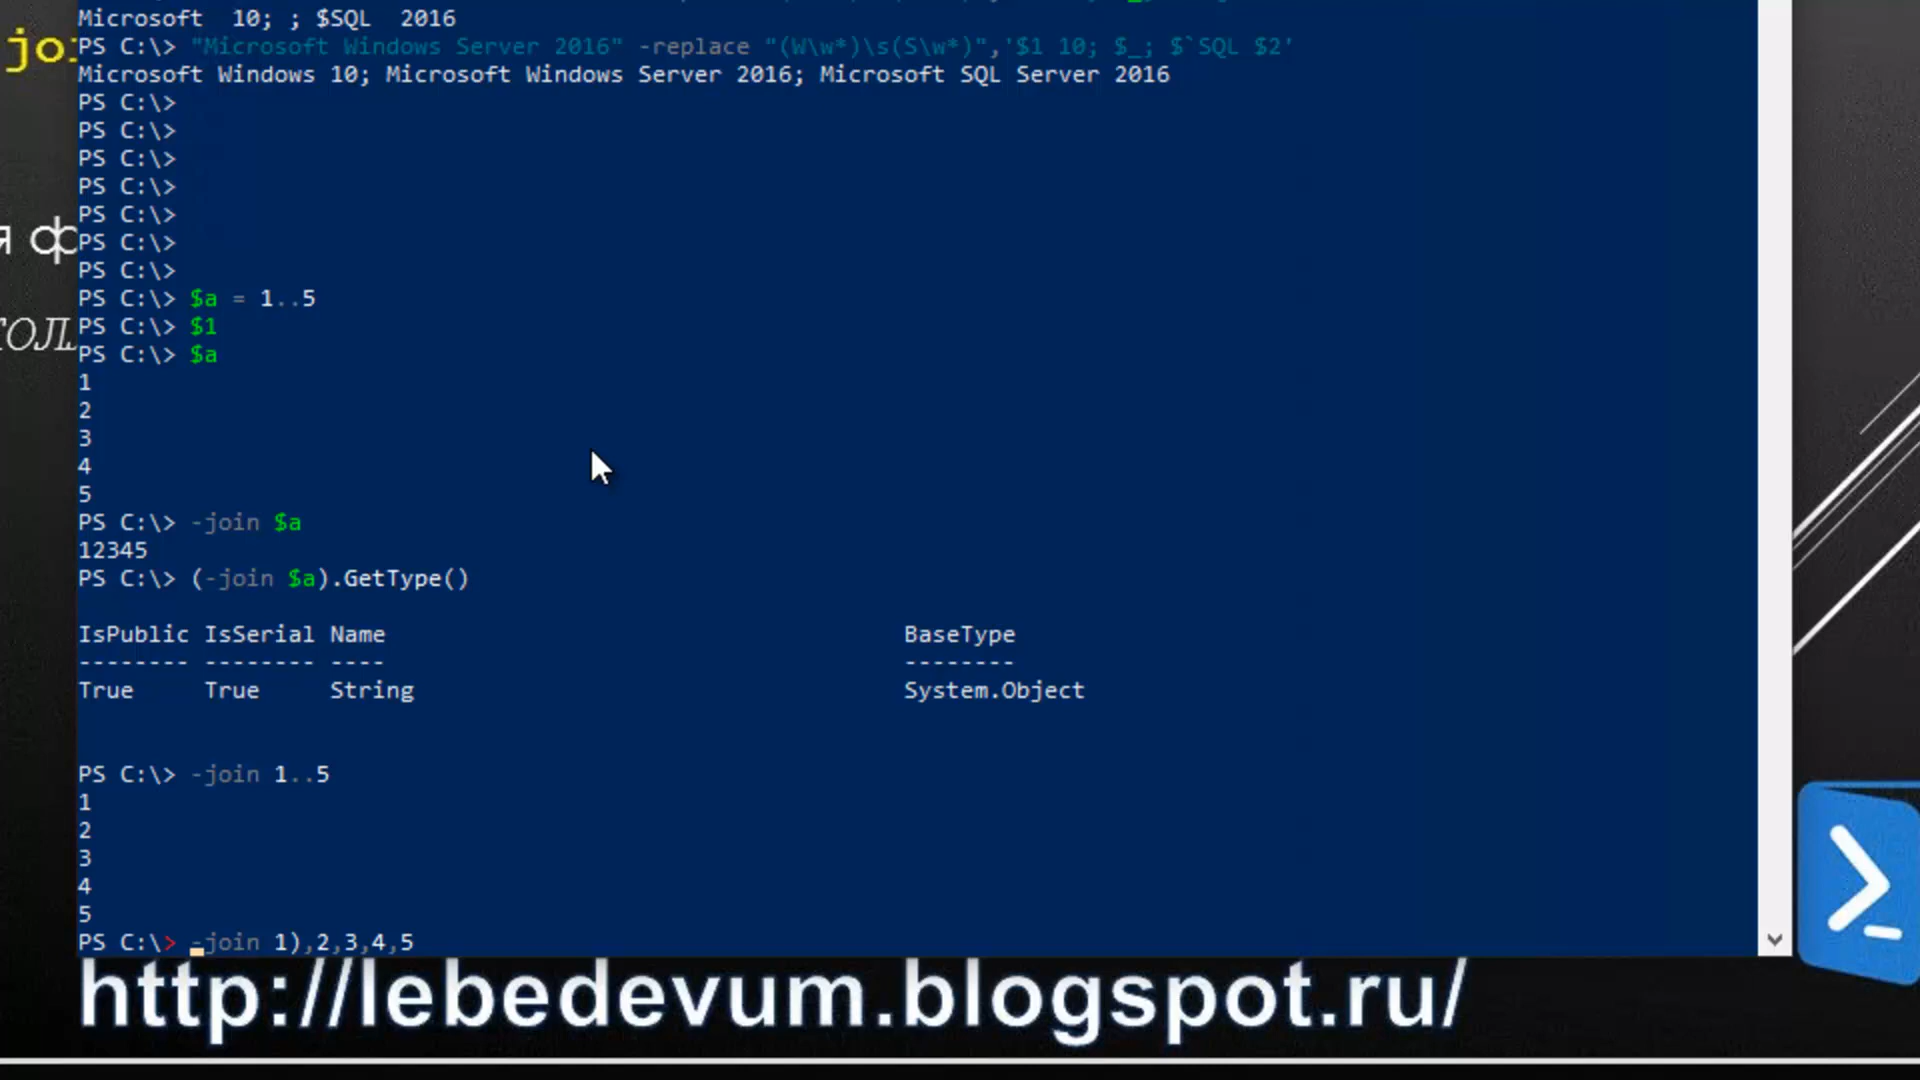 Microsoft  10; ; $SQL  2016
PS C:\> "Microsoft Windows Server 2016" -replace "(W\w*)\s(S\w*)",'$1 10; $_; $`SQL $2'
Microsoft Windows 10; Microsoft Windows Server 2016; Microsoft SQL Server 2016
PS C:\>
PS C:\>
PS C:\>
PS C:\>
PS C:\>
PS C:\>
PS C:\>
PS C:\> $a = 1..5
PS C:\> $1
PS C:\> $a
1
2
3
4
5
PS C:\> -join $a
12345
PS C:\> (-join $a).GetType()
IsPublic IsSerial Name BaseType
-------- -------- ---- --------
True True String System.Object
PS C:\> -join 1..5
1
2
3
4
5
PS C:\> -join 1),2,3,4,5
http://lebedevum.blogspot.ru/